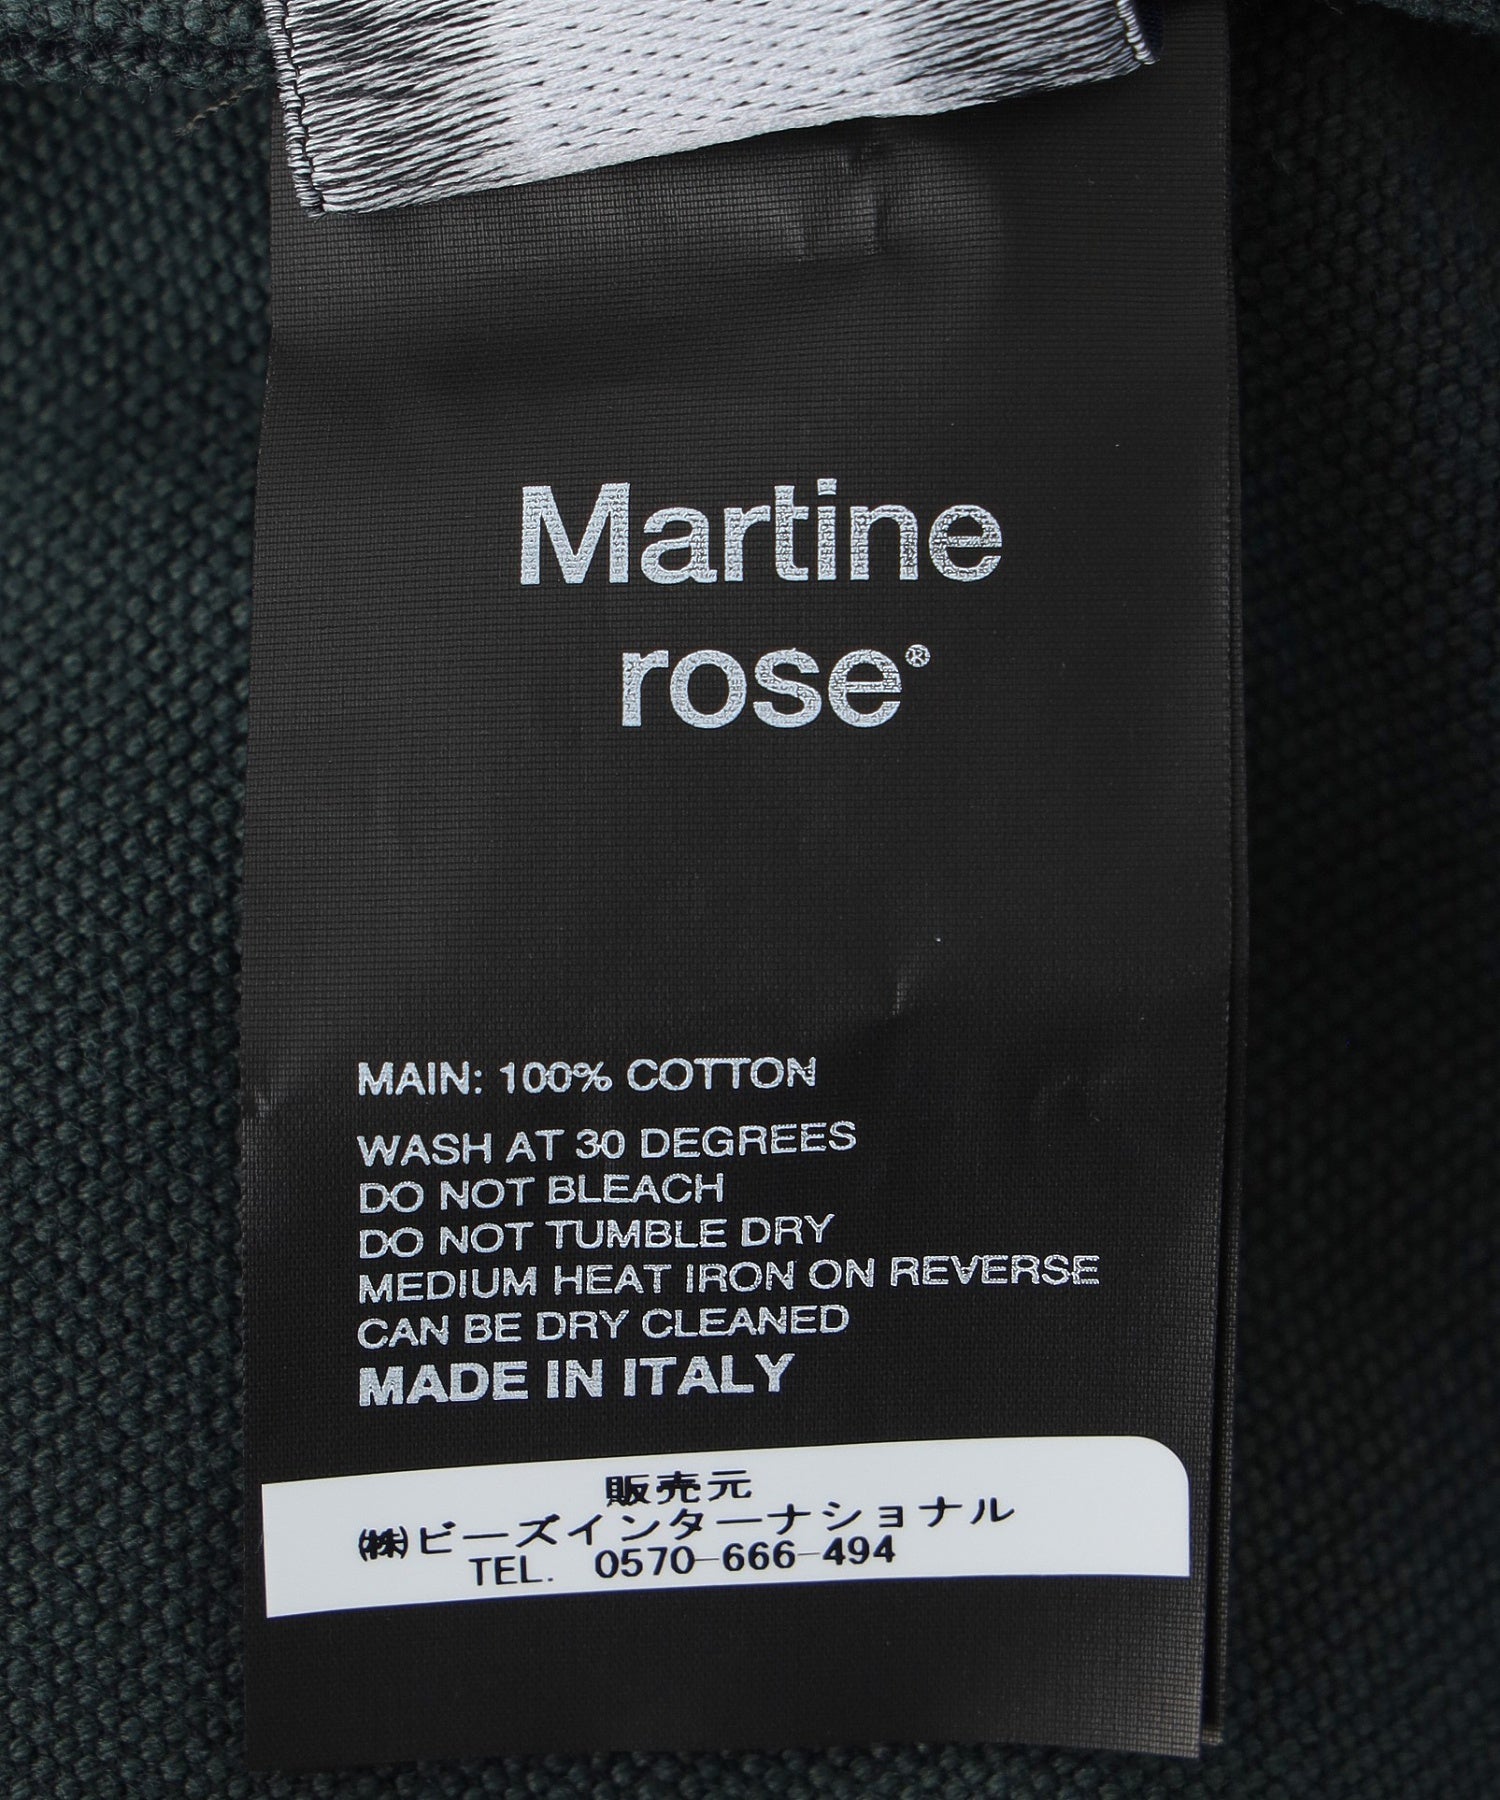 Martine
rose®
MAIN: 100% COTTON
WASH AT 30 DEGREES
DO NOT BLEACH
DO NOT TUMBLE DRY
MEDIUM HEAT IRON ON REVERSE
CAN BE DRY CLEANED
MADE IN ITALY
販売元
㈱ビーズインターナショナル
TEL. 0570-666-494